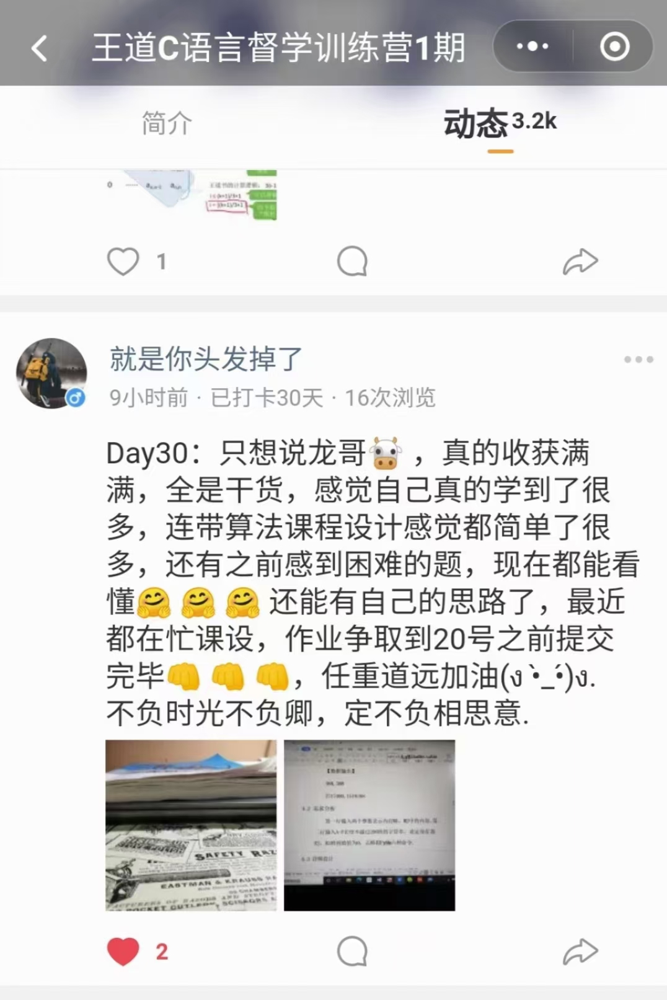 王道C语言督学训练营1期
简介
动态 3.2k
0 ......
1
就是你头发掉了
9小时前 · 已打卡30天 · 16次浏览
Day30：只想说龙哥🐮，真的收获满
满，全是干货，感觉自己真的学到了很
多，连带算法课程设计感觉都简单了很
多，还有之前感到困难的题，现在都能看
懂🤗 🤗 🤗 还能有自己的思路了，最近
都在忙课设，作业争取到20号之前提交
完毕👊 👊 👊，任重道远加油(ง •̀_•́)ง.
不负时光不负卿，定不负相思意.
SAFETY RAZ
EASTMAN & KRAUSS RA
POCKET CUTLERY, SCISSORS
2